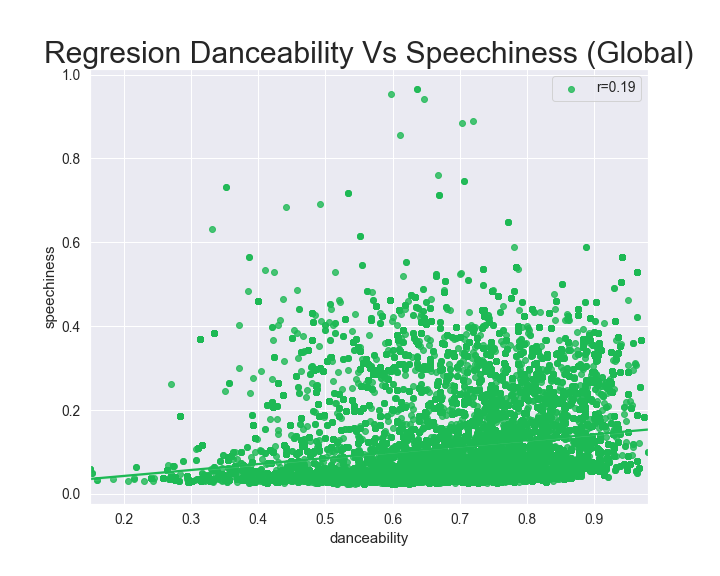 Regresion Danceability Vs Speechiness (Global)
r=0.19
speechiness
1.0
0.8
0.6
0.4
0.2
0.0
0.2 0.3 0.4 0.5 0.6 0.7 0.8 0.9
danceability